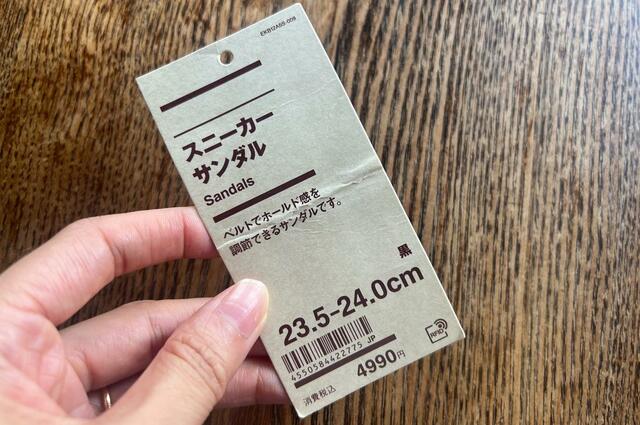 スニーカー
サンダル
Sandals
ベルトでホールド感を
調節できるサンダルです。
黒
23.5-24.0cm
4550584422775 JP
RFID
消費税込 4990円